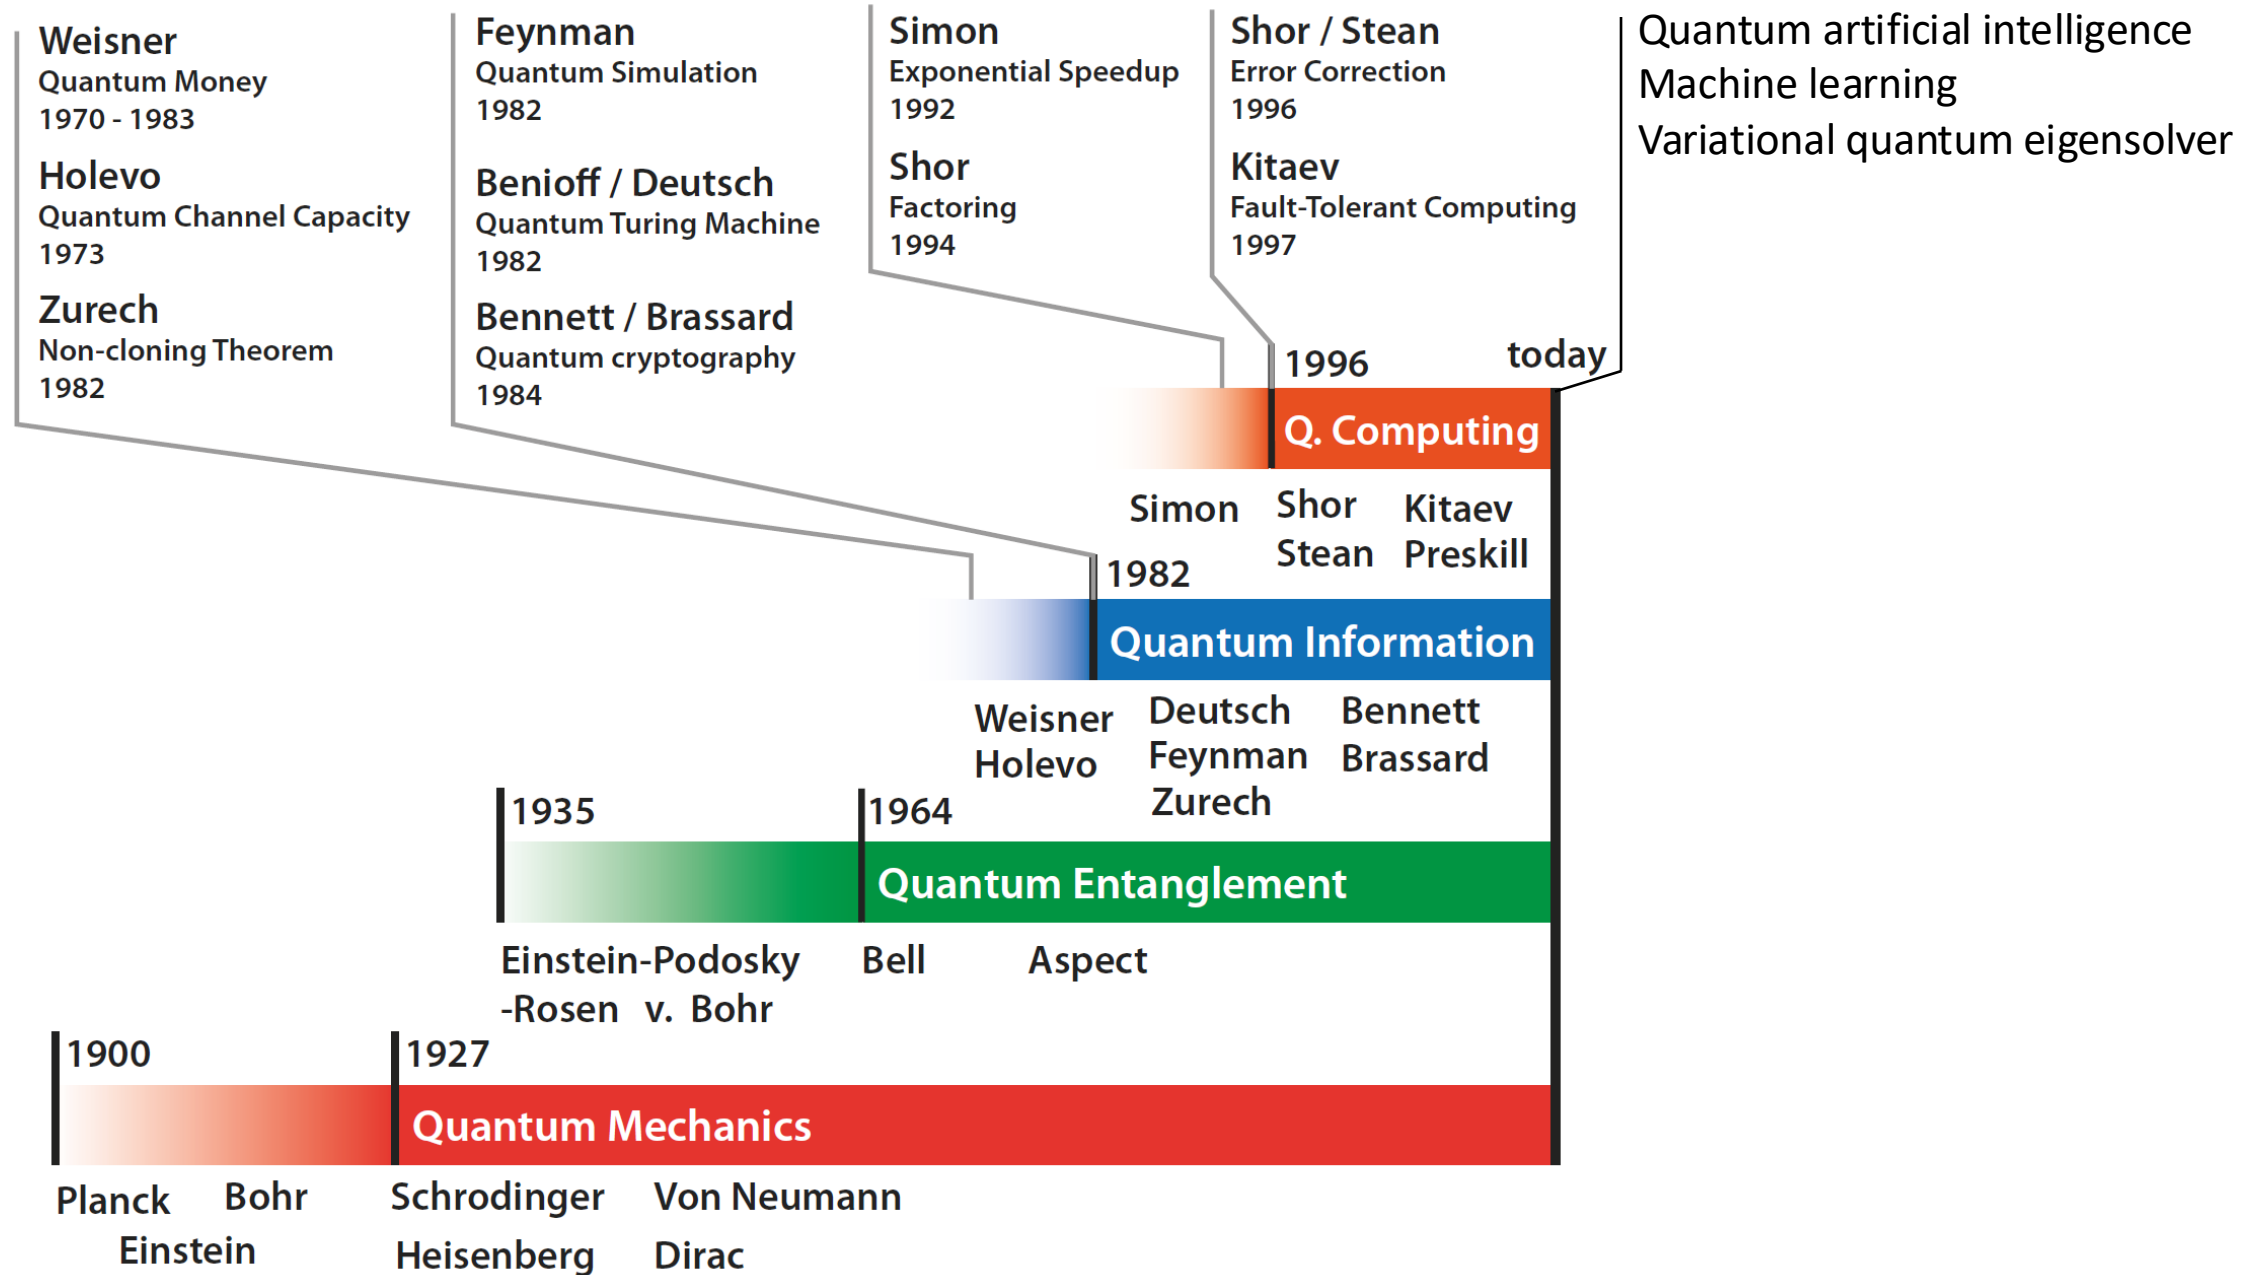 Weisner
Quantum Money
1970 - 1983
Holevo
Quantum Channel Capacity
1973
Zurech
Non-cloning Theorem
1982
Feynman
Quantum Simulation
1982
Benioff / Deutsch
Quantum Turing Machine
1982
Bennett / Brassard
Quantum cryptography
1984
Simon
Exponential Speedup
1992
Shor
Factoring
1994
Shor / Stean
Error Correction
1996
Kitaev
Fault-Tolerant Computing
1997
Quantum artificial intelligence
Machine learning
Variational quantum eigensolver
1996
today
Q. Computing
Simon
Shor
Stean
Kitaev
Preskill
1982
Quantum Information
Weisner
Holevo
Deutsch
Feynman
Zurech
Bennett
Brassard
1935
1964
Quantum Entanglement
Einstein-Podosky
-Rosen v. Bohr
Bell
Aspect
1900
1927
Quantum Mechanics
Planck
Bohr
Einstein
Schrodinger
Heisenberg
Von Neumann
Dirac